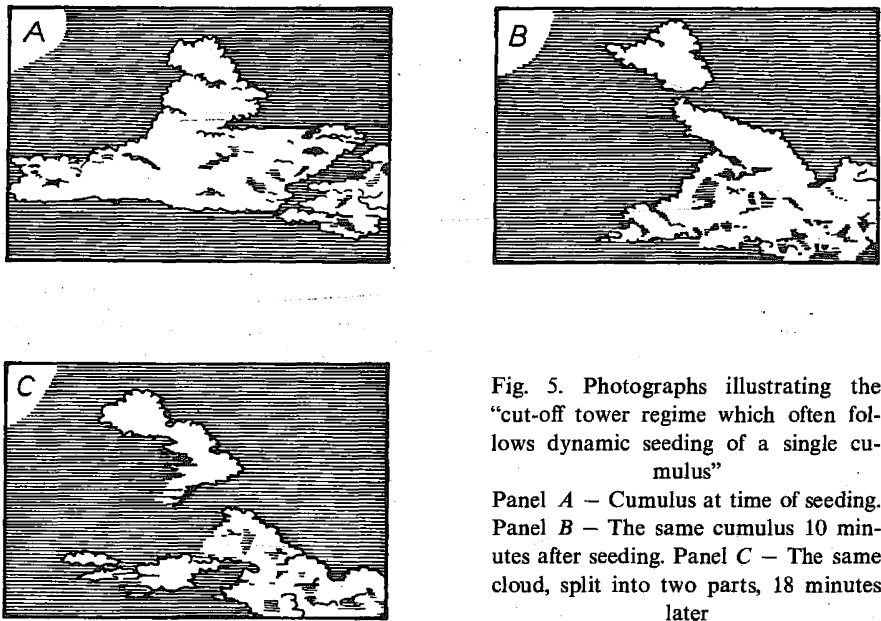 A
B
C
Fig. 5. Photographs illustrating the
“cut-off tower regime which often fol-
lows dynamic seeding of a single cu-
mulus”
Panel A – Cumulus at time of seeding.
Panel B – The same cumulus 10 min-
utes after seeding. Panel C – The same
cloud, split into two parts, 18 minutes
later